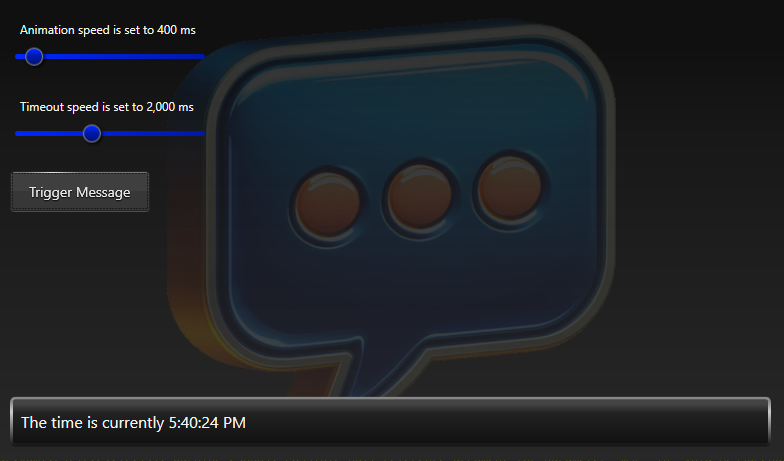 Animation speed is set to 400 ms
Timeout speed is set to 2,000 ms
Trigger Message
The time is currently 5:40:24 PM